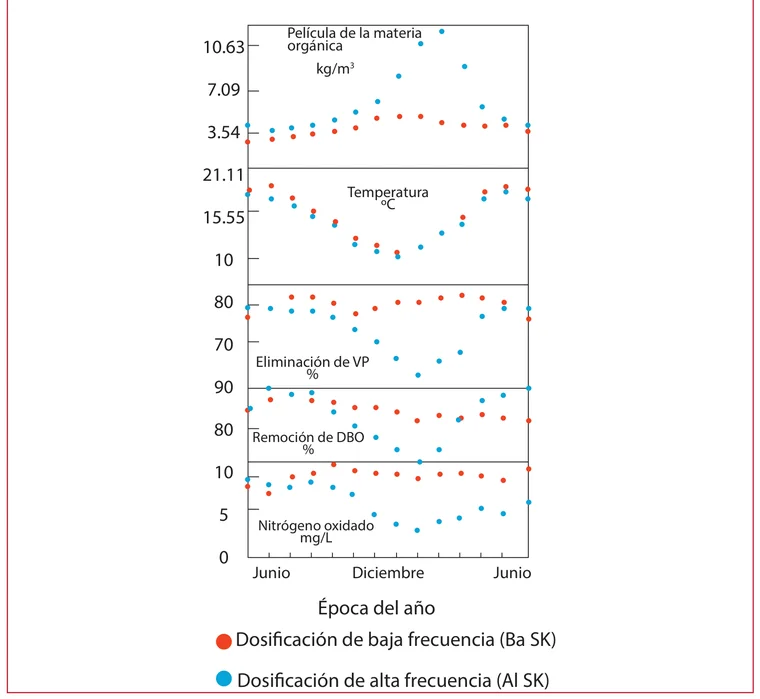 Película de la materia
orgánica
kg/m³
10.63
7.09
3.54
21.11
Temperatura
ºC
15.55
10
80
70
Eliminación de VP
%
90
80
Remoción de DBO
%
10
5
Nitrógeno oxidado
mg/L
0
Junio Diciembre Junio
Época del año
Dosificación de baja frecuencia (Ba SK)
Dosificación de alta frecuencia (Al SK)